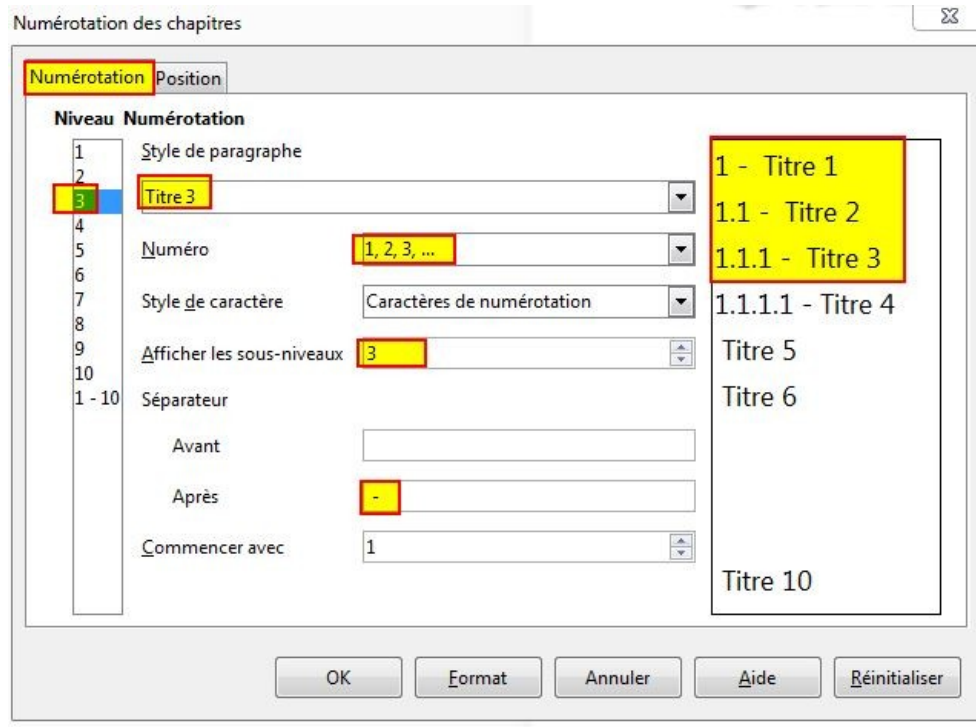 Numérotation des chapitres
Numérotation Position
Niveau Numérotation
1
2
3
4
5
6
7
8
9
10
1 - 10
Style de paragraphe
Titre 3
Numéro
1, 2, 3, ...
Style de caractère
Caractères de numérotation
Afficher les sous-niveaux
3
Séparateur
Avant
Après
-
Commencer avec
1
1 - Titre 1
1.1 - Titre 2
1.1.1 - Titre 3
1.1.1.1 - Titre 4
Titre 5
Titre 6
Titre 10
OK Format Annuler Aide Réinitialiser